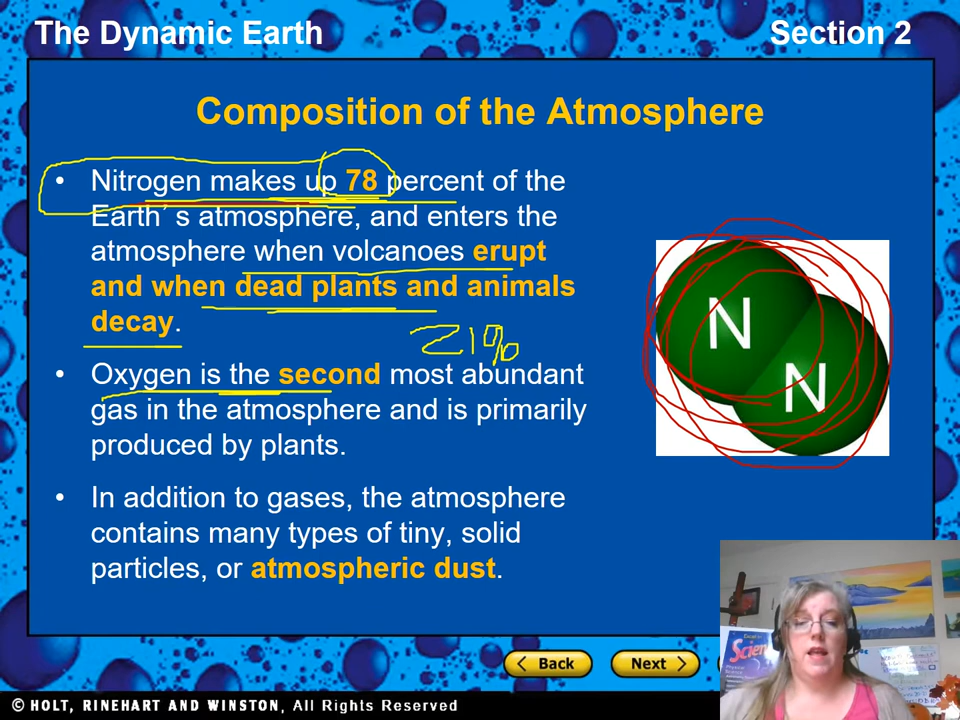 The Dynamic Earth
Section 2
Composition of the Atmosphere
• Nitrogen makes up 78 percent of the
Earth’ s atmosphere, and enters the
atmosphere when volcanoes erupt
and when dead plants and animals
decay.
21%
• Oxygen is the second most abundant
gas in the atmosphere and is primarily
produced by plants.
• In addition to gases, the atmosphere
contains many types of tiny, solid
particles, or atmospheric dust.
N
N
< Back
Next >
© HOLT, RINEHART AND WINSTON, All Rights Reserved